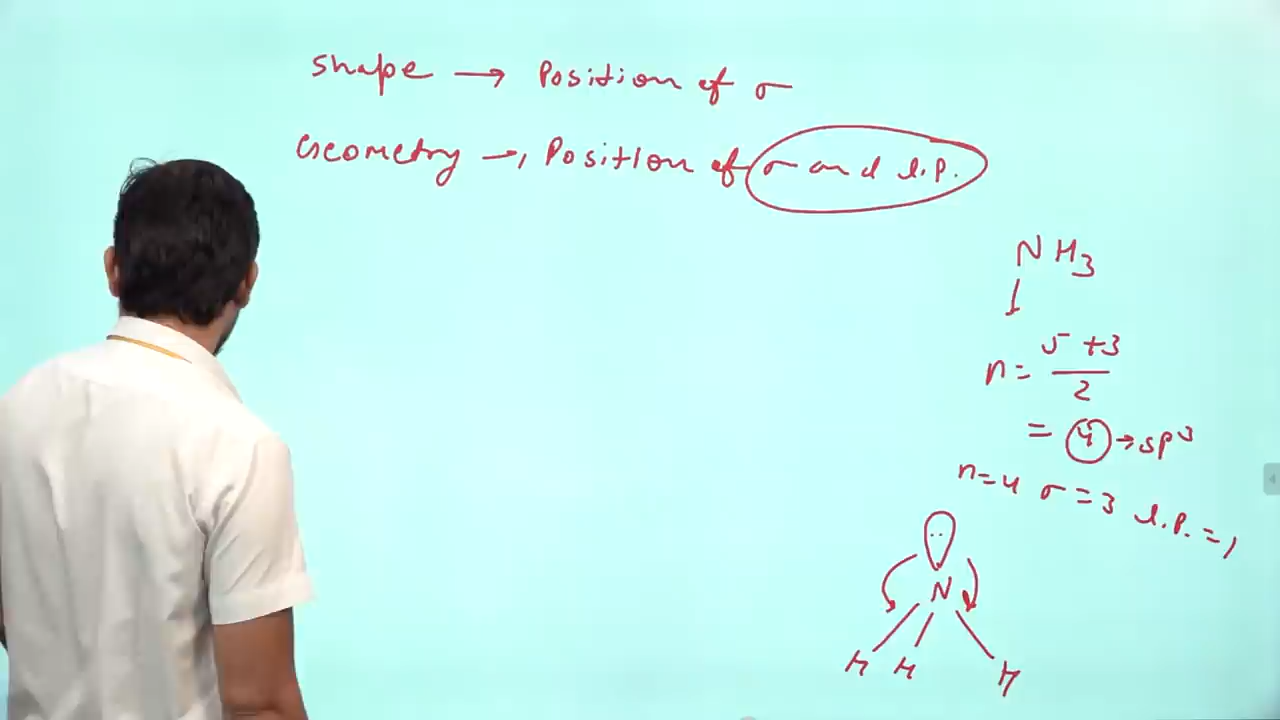 shape → Position of σ
Geometry → Position of σ and l.p.
NH3
n = 5 + 3 / 2
= 4 → sp3
n = 4 σ = 3 l.p. = 1
N
H H H